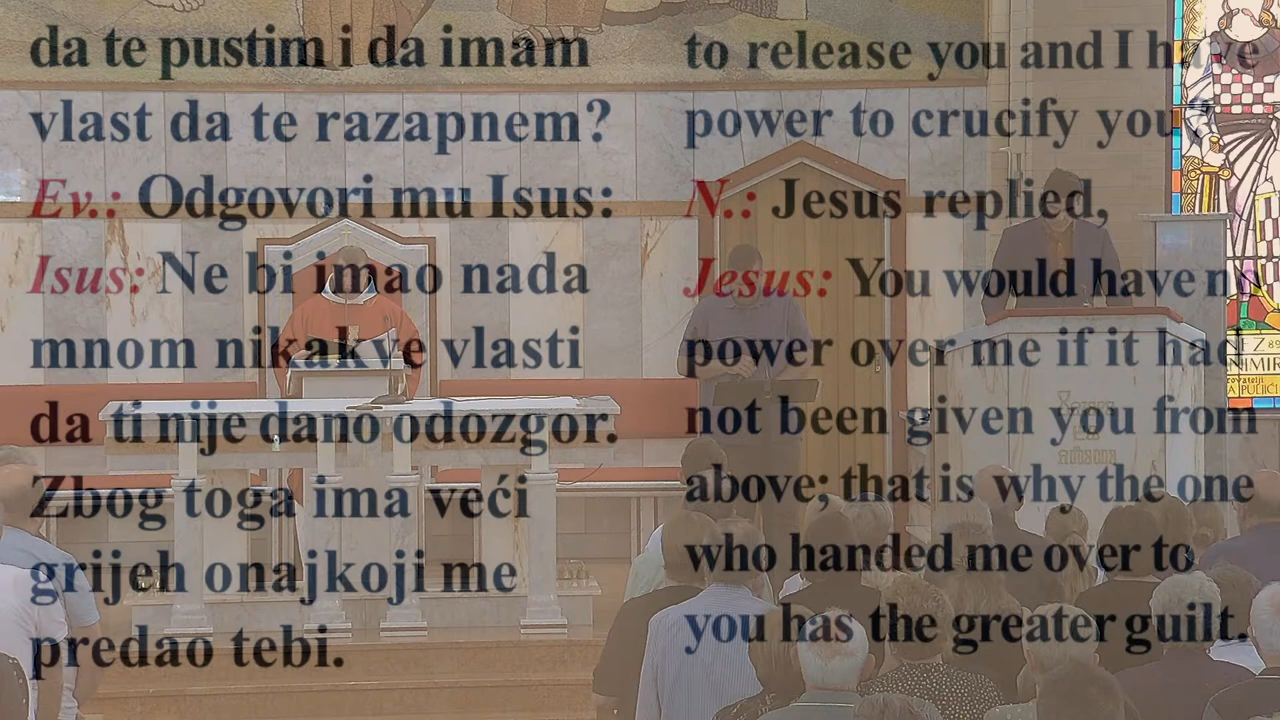 da te pustim i da imam
vlast da te razapnem?
Ev.: Odgovori mu Isus:
Isus: Ne bi imao nada
mnom nikakve vlasti
da ti nije dano odozgor.
Zbog toga ima veći
grijeh onaj koji me
predao tebi.
to release you and I have
power to crucify you
N.: Jesus replied,
Jesus: You would have
power over me if it had
not been given you from
above; that is why the one
who handed me over to
you has the greater guilt.